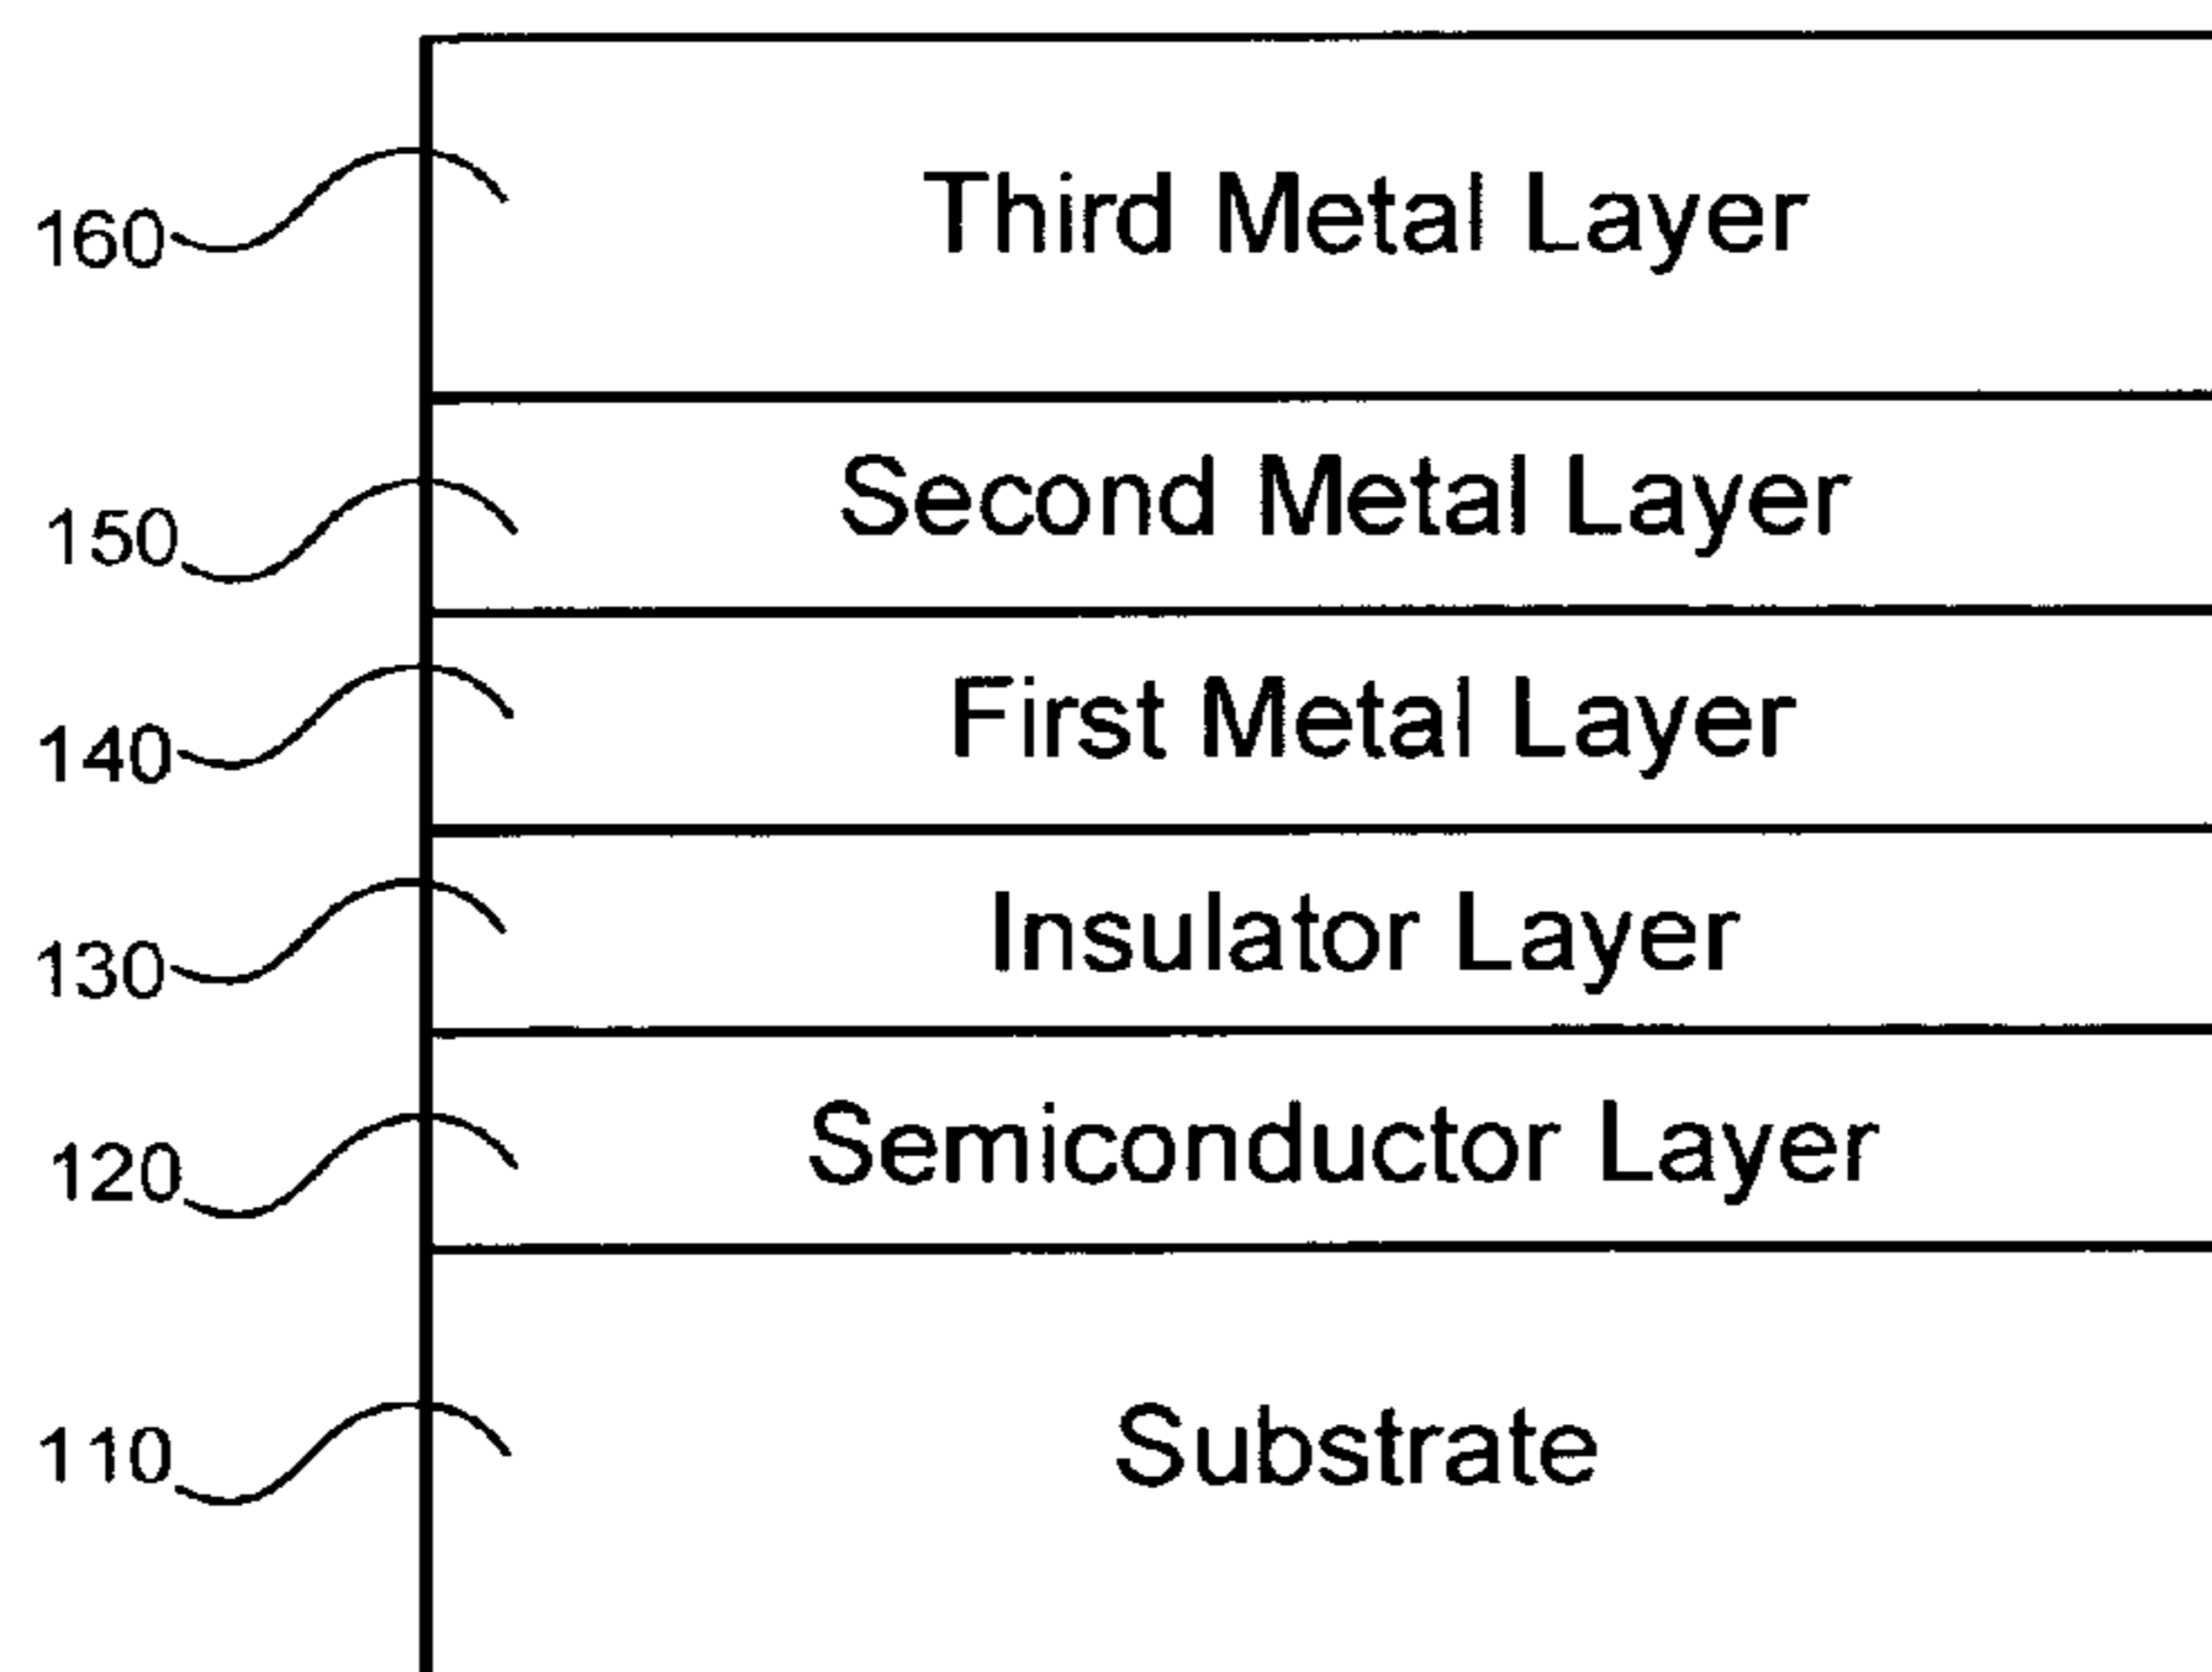 160 Third Metal Layer
150 Second Metal Layer
140 First Metal Layer
130 Insulator Layer
120 Semiconductor Layer
110 Substrate